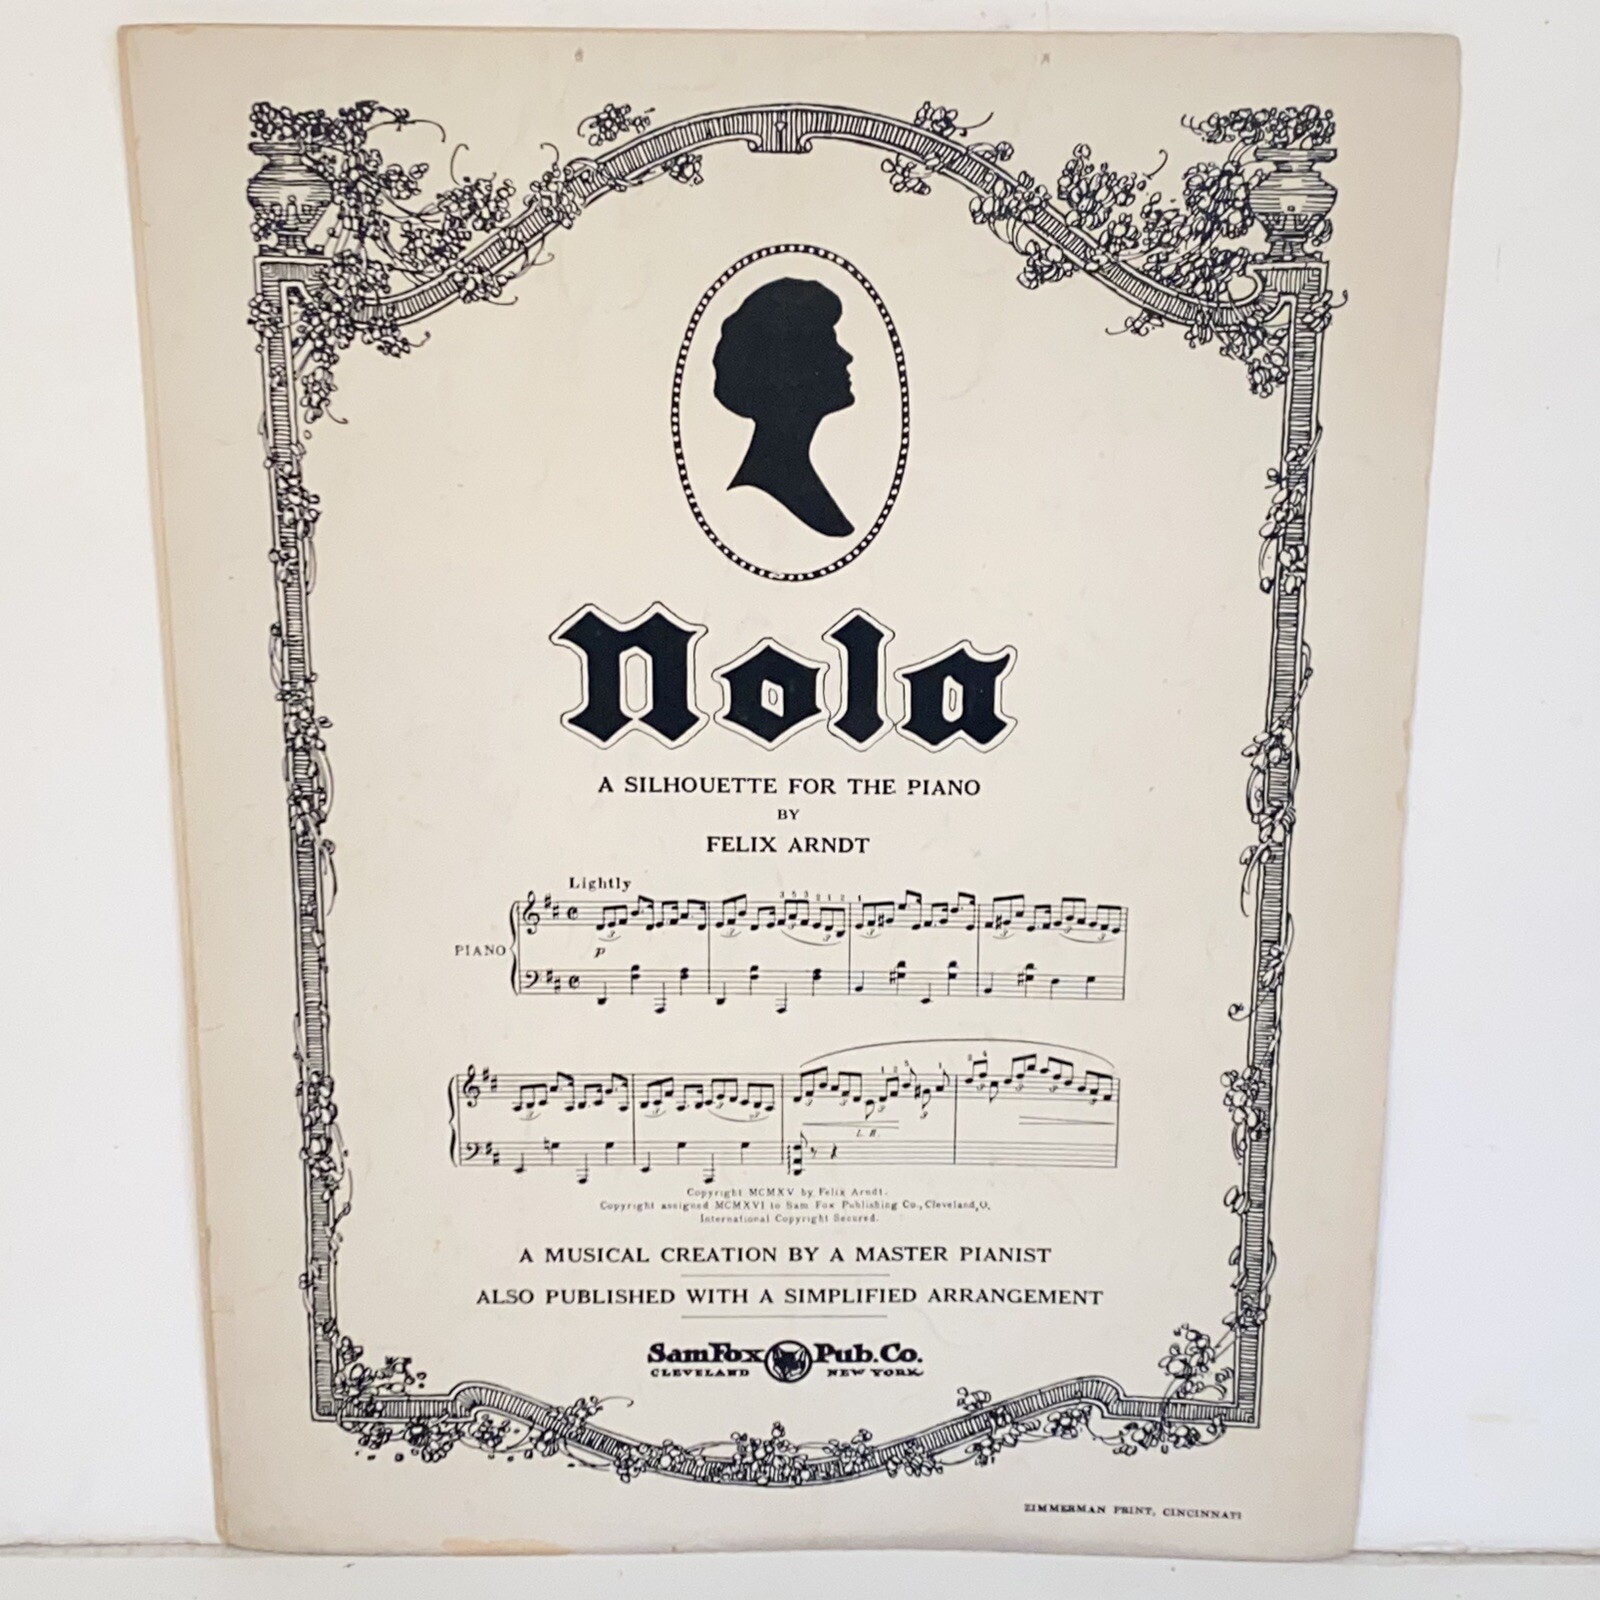 Nola
A SILHOUETTE FOR THE PIANO
BY
FELIX ARNDT
Lightly
PIANO
p
L. H.
Copyright MCMXV by Felix Arndt.
Copyright assigned MCMXVI to Sam Fox Publishing Co., Cleveland, O.
International Copyright Secured.
A MUSICAL CREATION BY A MASTER PIANIST
ALSO PUBLISHED WITH A SIMPLIFIED ARRANGEMENT
Sam Fox Pub. Co.
CLEVELAND NEW YORK
ZIMMERMAN PRINT, CINCINNATI